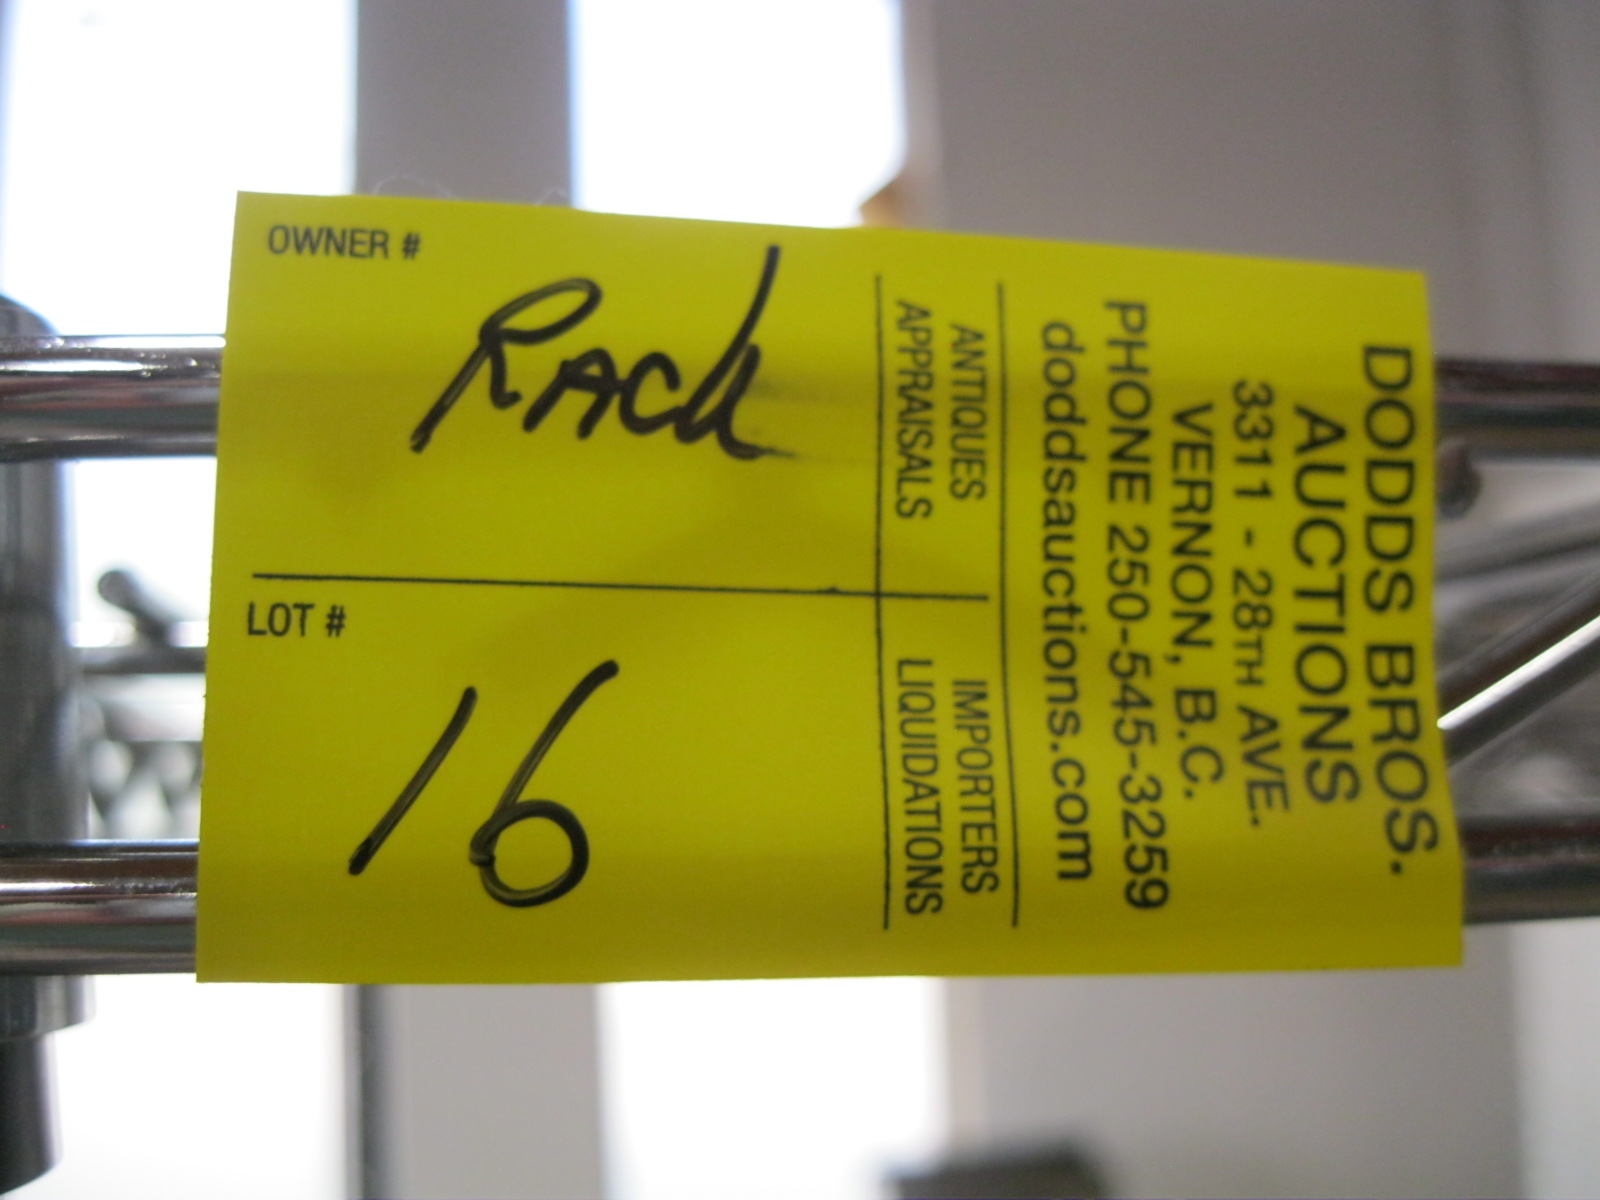 DODDS BROS.
AUCTIONS
3311 - 28TH AVE.
VERNON, B.C.
PHONE 250-545-3259
doddsauctions.com
ANTIQUES
APPRAISALS
IMPORTERS
LIQUIDATIONS
OWNER #
RACK
LOT #
16